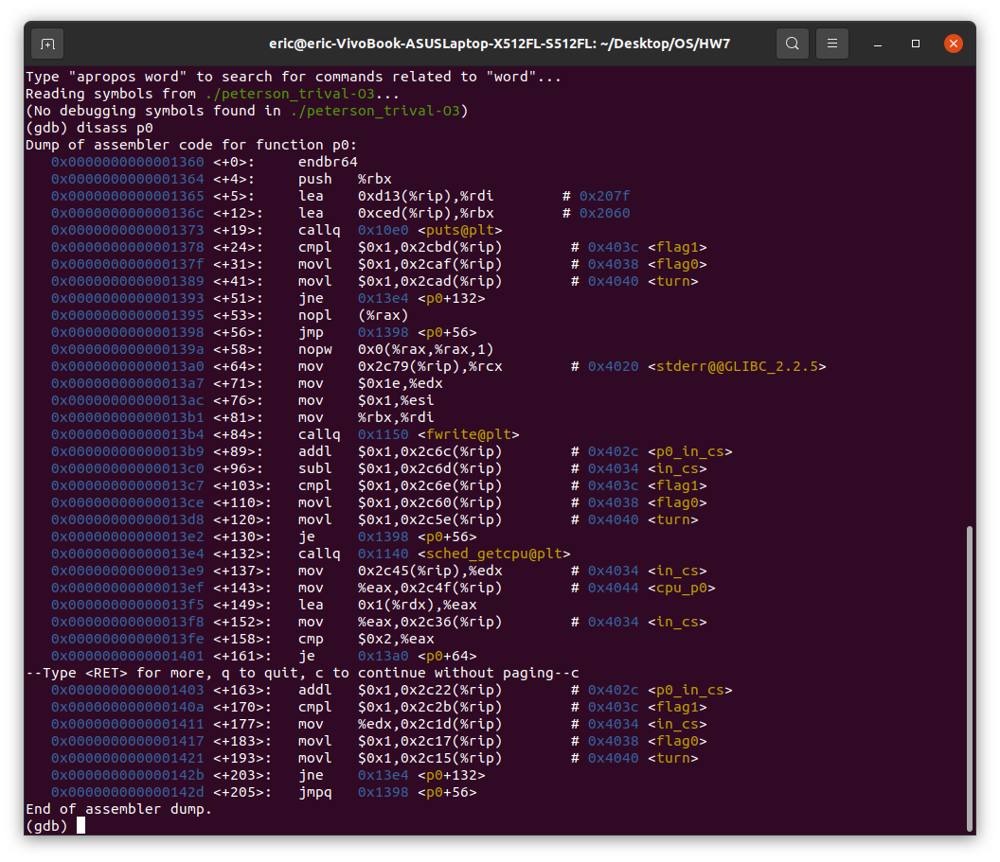 eric@eric-VivoBook-ASUSLaptop-X512FL-S512FL: ~/Desktop/OS/HW7
Type "apropos word" to search for commands related to "word"...
Reading symbols from ./peterson_trival-O3...
(No debugging symbols found in ./peterson_trival-O3)
(gdb) disass p0
Dump of assembler code for function p0:
   0x0000000000001360 <+0>:	endbr64
   0x0000000000001364 <+4>:	push   %rbx
   0x0000000000001365 <+5>:	lea    0xd13(%rip),%rdi        # 0x207f
   0x000000000000136c <+12>:	lea    0xced(%rip),%rbx        # 0x2060
   0x0000000000001373 <+19>:	callq  0x10e0 <puts@plt>
   0x0000000000001378 <+24>:	cmpl   $0x1,0x2cbd(%rip)        # 0x403c <flag1>
   0x000000000000137f <+31>:	movl   $0x1,0x2caf(%rip)        # 0x4038 <flag0>
   0x0000000000001389 <+41>:	movl   $0x1,0x2cad(%rip)        # 0x4040 <turn>
   0x0000000000001393 <+51>:	jne    0x13e4 <p0+132>
   0x0000000000001395 <+53>:	nopl   (%rax)
   0x0000000000001398 <+56>:	jmp    0x1398 <p0+56>
   0x000000000000139a <+58>:	nopw   0x0(%rax,%rax,1)
   0x00000000000013a0 <+64>:	mov    0x2c79(%rip),%rcx        # 0x4020 <stderr@@GLIBC_2.2.5>
   0x00000000000013a7 <+71>:	mov    $0x1e,%edx
   0x00000000000013ac <+76>:	mov    $0x1,%esi
   0x00000000000013b1 <+81>:	mov    %rbx,%rdi
   0x00000000000013b4 <+84>:	callq  0x1150 <fwrite@plt>
   0x00000000000013b9 <+89>:	addl   $0x1,0x2c6c(%rip)        # 0x402c <p0_in_cs>
   0x00000000000013c0 <+96>:	subl   $0x1,0x2c6d(%rip)        # 0x4034 <in_cs>
   0x00000000000013c7 <+103>:	cmpl   $0x1,0x2c6e(%rip)        # 0x403c <flag1>
   0x00000000000013ce <+110>:	movl   $0x1,0x2c60(%rip)        # 0x4038 <flag0>
   0x00000000000013d8 <+120>:	movl   $0x1,0x2c5e(%rip)        # 0x4040 <turn>
   0x00000000000013e2 <+130>:	je     0x1398 <p0+56>
   0x00000000000013e4 <+132>:	callq  0x1140 <sched_getcpu@plt>
   0x00000000000013e9 <+137>:	mov    0x2c45(%rip),%edx        # 0x4034 <in_cs>
   0x00000000000013ef <+143>:	mov    %eax,0x2c4f(%rip)        # 0x4044 <cpu_p0>
   0x00000000000013f5 <+149>:	lea    0x1(%rdx),%eax
   0x00000000000013f8 <+152>:	mov    %eax,0x2c36(%rip)        # 0x4034 <in_cs>
   0x00000000000013fe <+158>:	cmp    $0x2,%eax
   0x0000000000001401 <+161>:	je     0x13a0 <p0+64>
--Type <RET> for more, q to quit, c to continue without paging--c
   0x0000000000001403 <+163>:	addl   $0x1,0x2c22(%rip)        # 0x402c <p0_in_cs>
   0x000000000000140a <+170>:	cmpl   $0x1,0x2c2b(%rip)        # 0x403c <flag1>
   0x0000000000001411 <+177>:	mov    %edx,0x2c1d(%rip)        # 0x4034 <in_cs>
   0x0000000000001417 <+183>:	movl   $0x1,0x2c17(%rip)        # 0x4038 <flag0>
   0x0000000000001421 <+193>:	movl   $0x1,0x2c15(%rip)        # 0x4040 <turn>
   0x000000000000142b <+203>:	jne    0x13e4 <p0+132>
   0x000000000000142d <+205>:	jmpq   0x1398 <p0+56>
End of assembler dump.
(gdb)